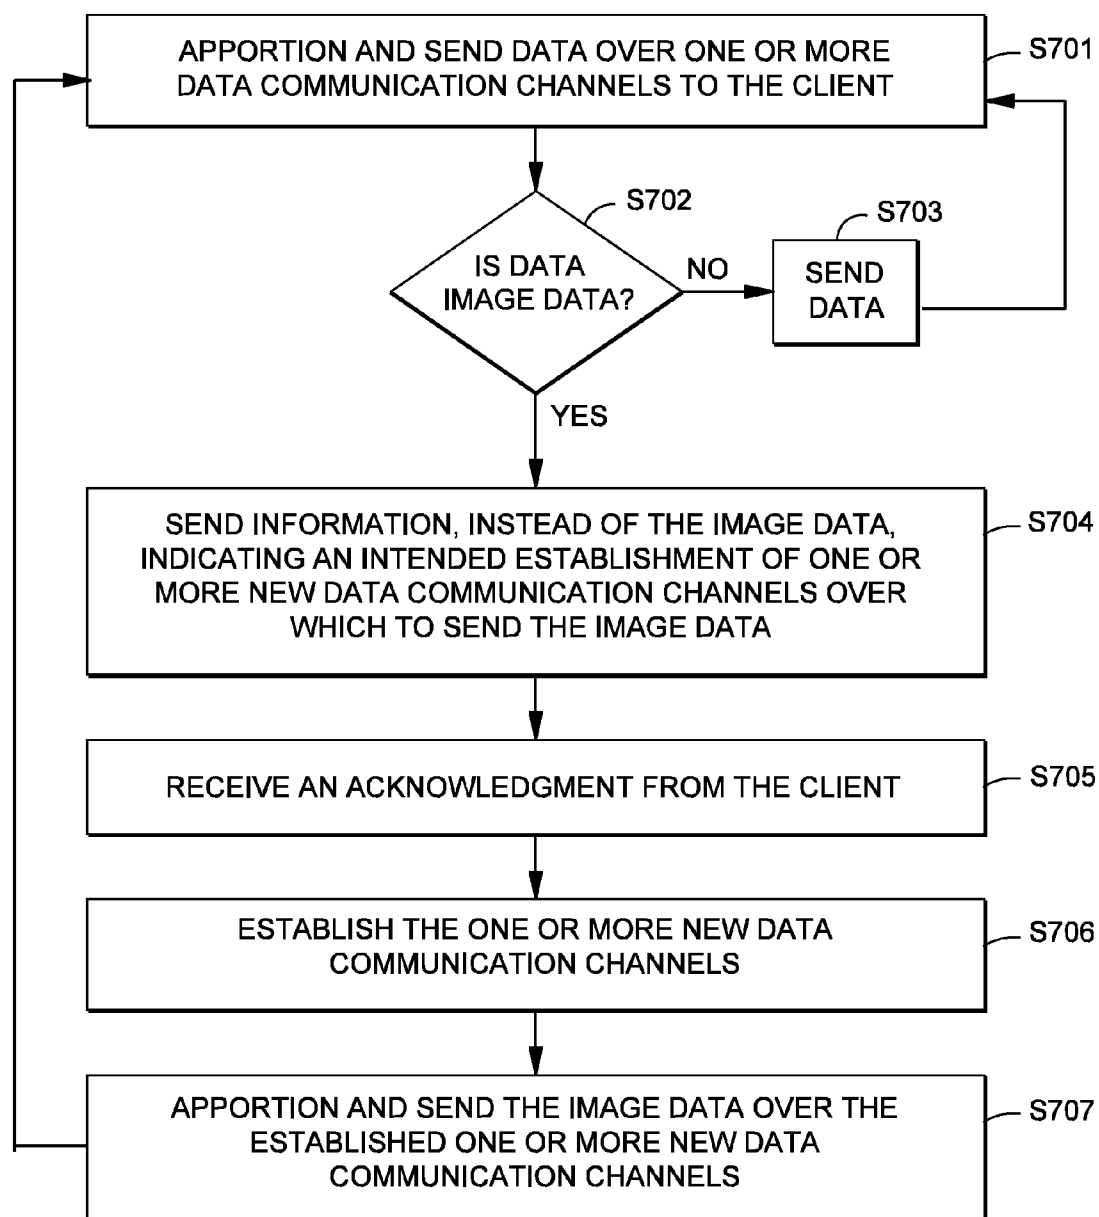 APPORTION AND SEND DATA OVER ONE OR MORE
DATA COMMUNICATION CHANNELS TO THE CLIENT
S701
S702
IS DATA
IMAGE DATA?
NO
S703
SEND
DATA
YES
SEND INFORMATION, INSTEAD OF THE IMAGE DATA,
INDICATING AN INTENDED ESTABLISHMENT OF ONE OR
MORE NEW DATA COMMUNICATION CHANNELS OVER
WHICH TO SEND THE IMAGE DATA
S704
RECEIVE AN ACKNOWLEDGMENT FROM THE CLIENT
S705
ESTABLISH THE ONE OR MORE NEW DATA
COMMUNICATION CHANNELS
S706
APPORTION AND SEND THE IMAGE DATA OVER THE
ESTABLISHED ONE OR MORE NEW DATA
COMMUNICATION CHANNELS
S707